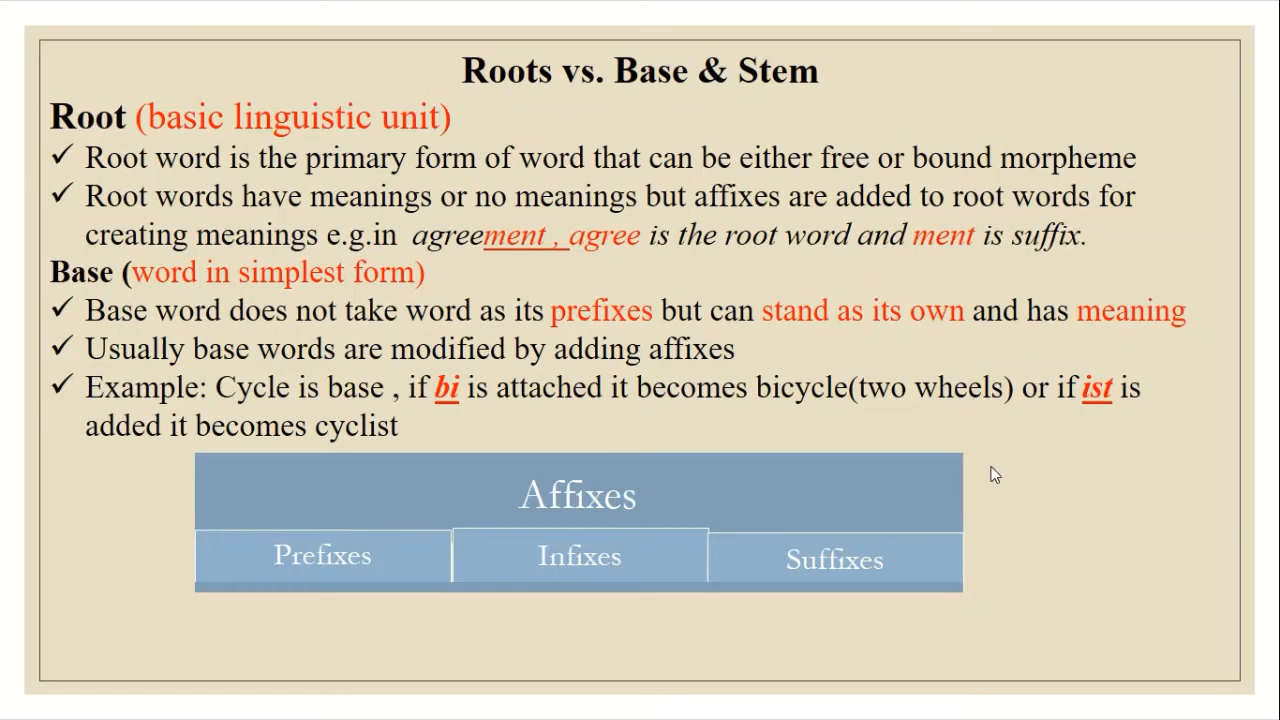 Roots vs. Base & Stem
Root (basic linguistic unit)
✓ Root word is the primary form of word that can be either free or bound morpheme
✓ Root words have meanings or no meanings but affixes are added to root words for
creating meanings e.g.in agreement , agree is the root word and ment is suffix.
Base (word in simplest form)
✓ Base word does not take word as its prefixes but can stand as its own and has meaning
✓ Usually base words are modified by adding affixes
✓ Example: Cycle is base , if bi is attached it becomes bicycle(two wheels) or if ist is
added it becomes cyclist
Affixes
Prefixes Infixes Suffixes